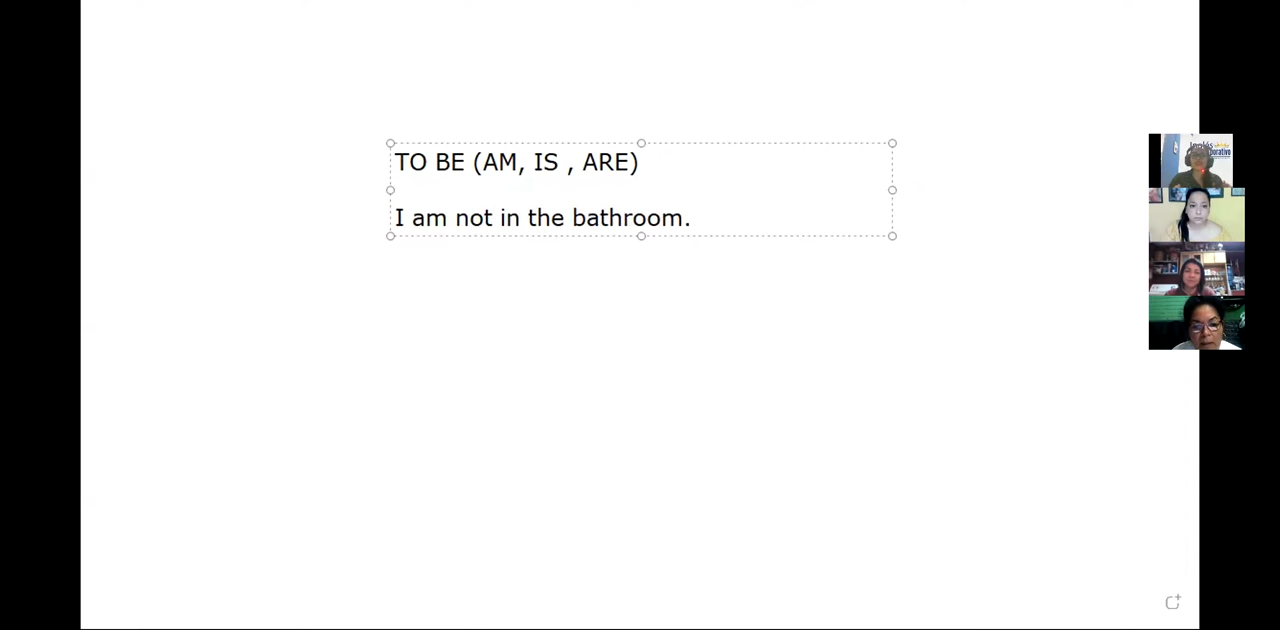 TO BE (AM, IS , ARE)
I am not in the bathroom.